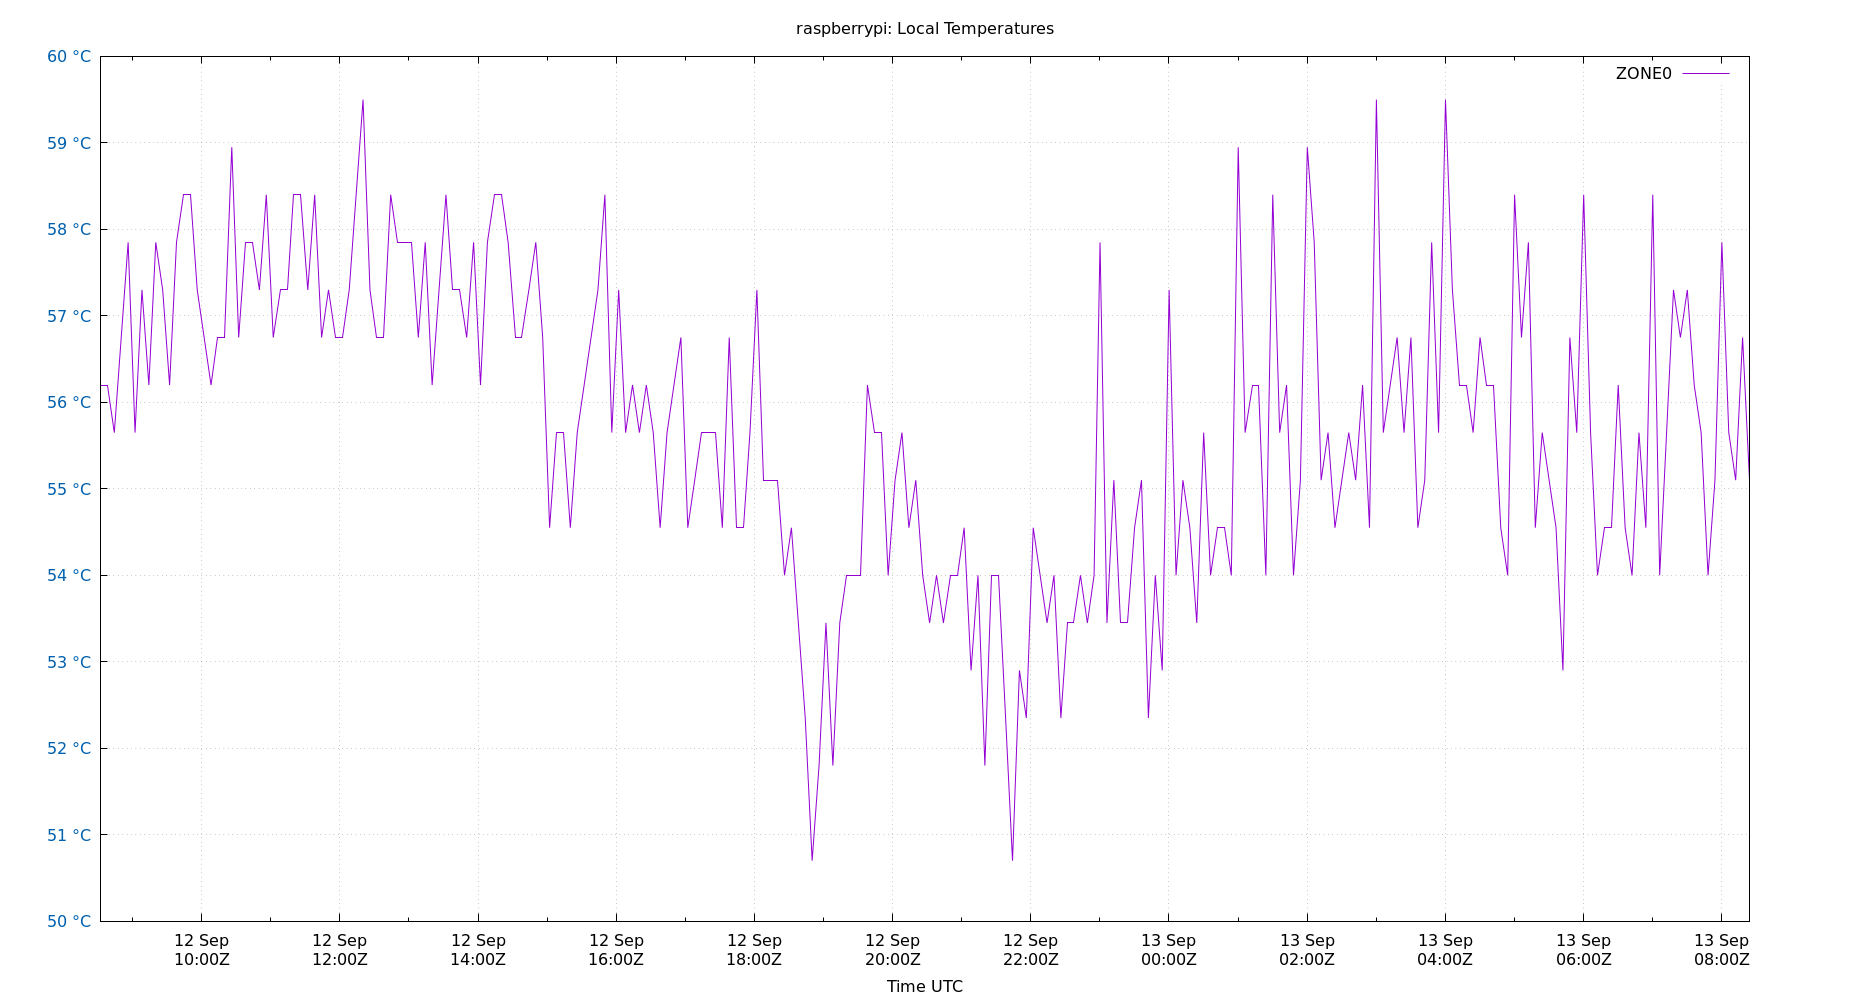 raspberrypi: Local Temperatures
60 °C
ZONE0
59 °C
58 °C
57 °C
56 °C
55 °C
54 °C
53 °C
52 °C
51 °C
50 °C
12 Sep 12 Sep 12 Sep 12 Sep 12 Sep 12 Sep 12 Sep 13 Sep 13 Sep 13 Sep 13 Sep 13 Sep
10:00Z 12:00Z 14:00Z 16:00Z 18:00Z 20:00Z 22:00Z 00:00Z 02:00Z 04:00Z 06:00Z 08:00Z
Time UTC